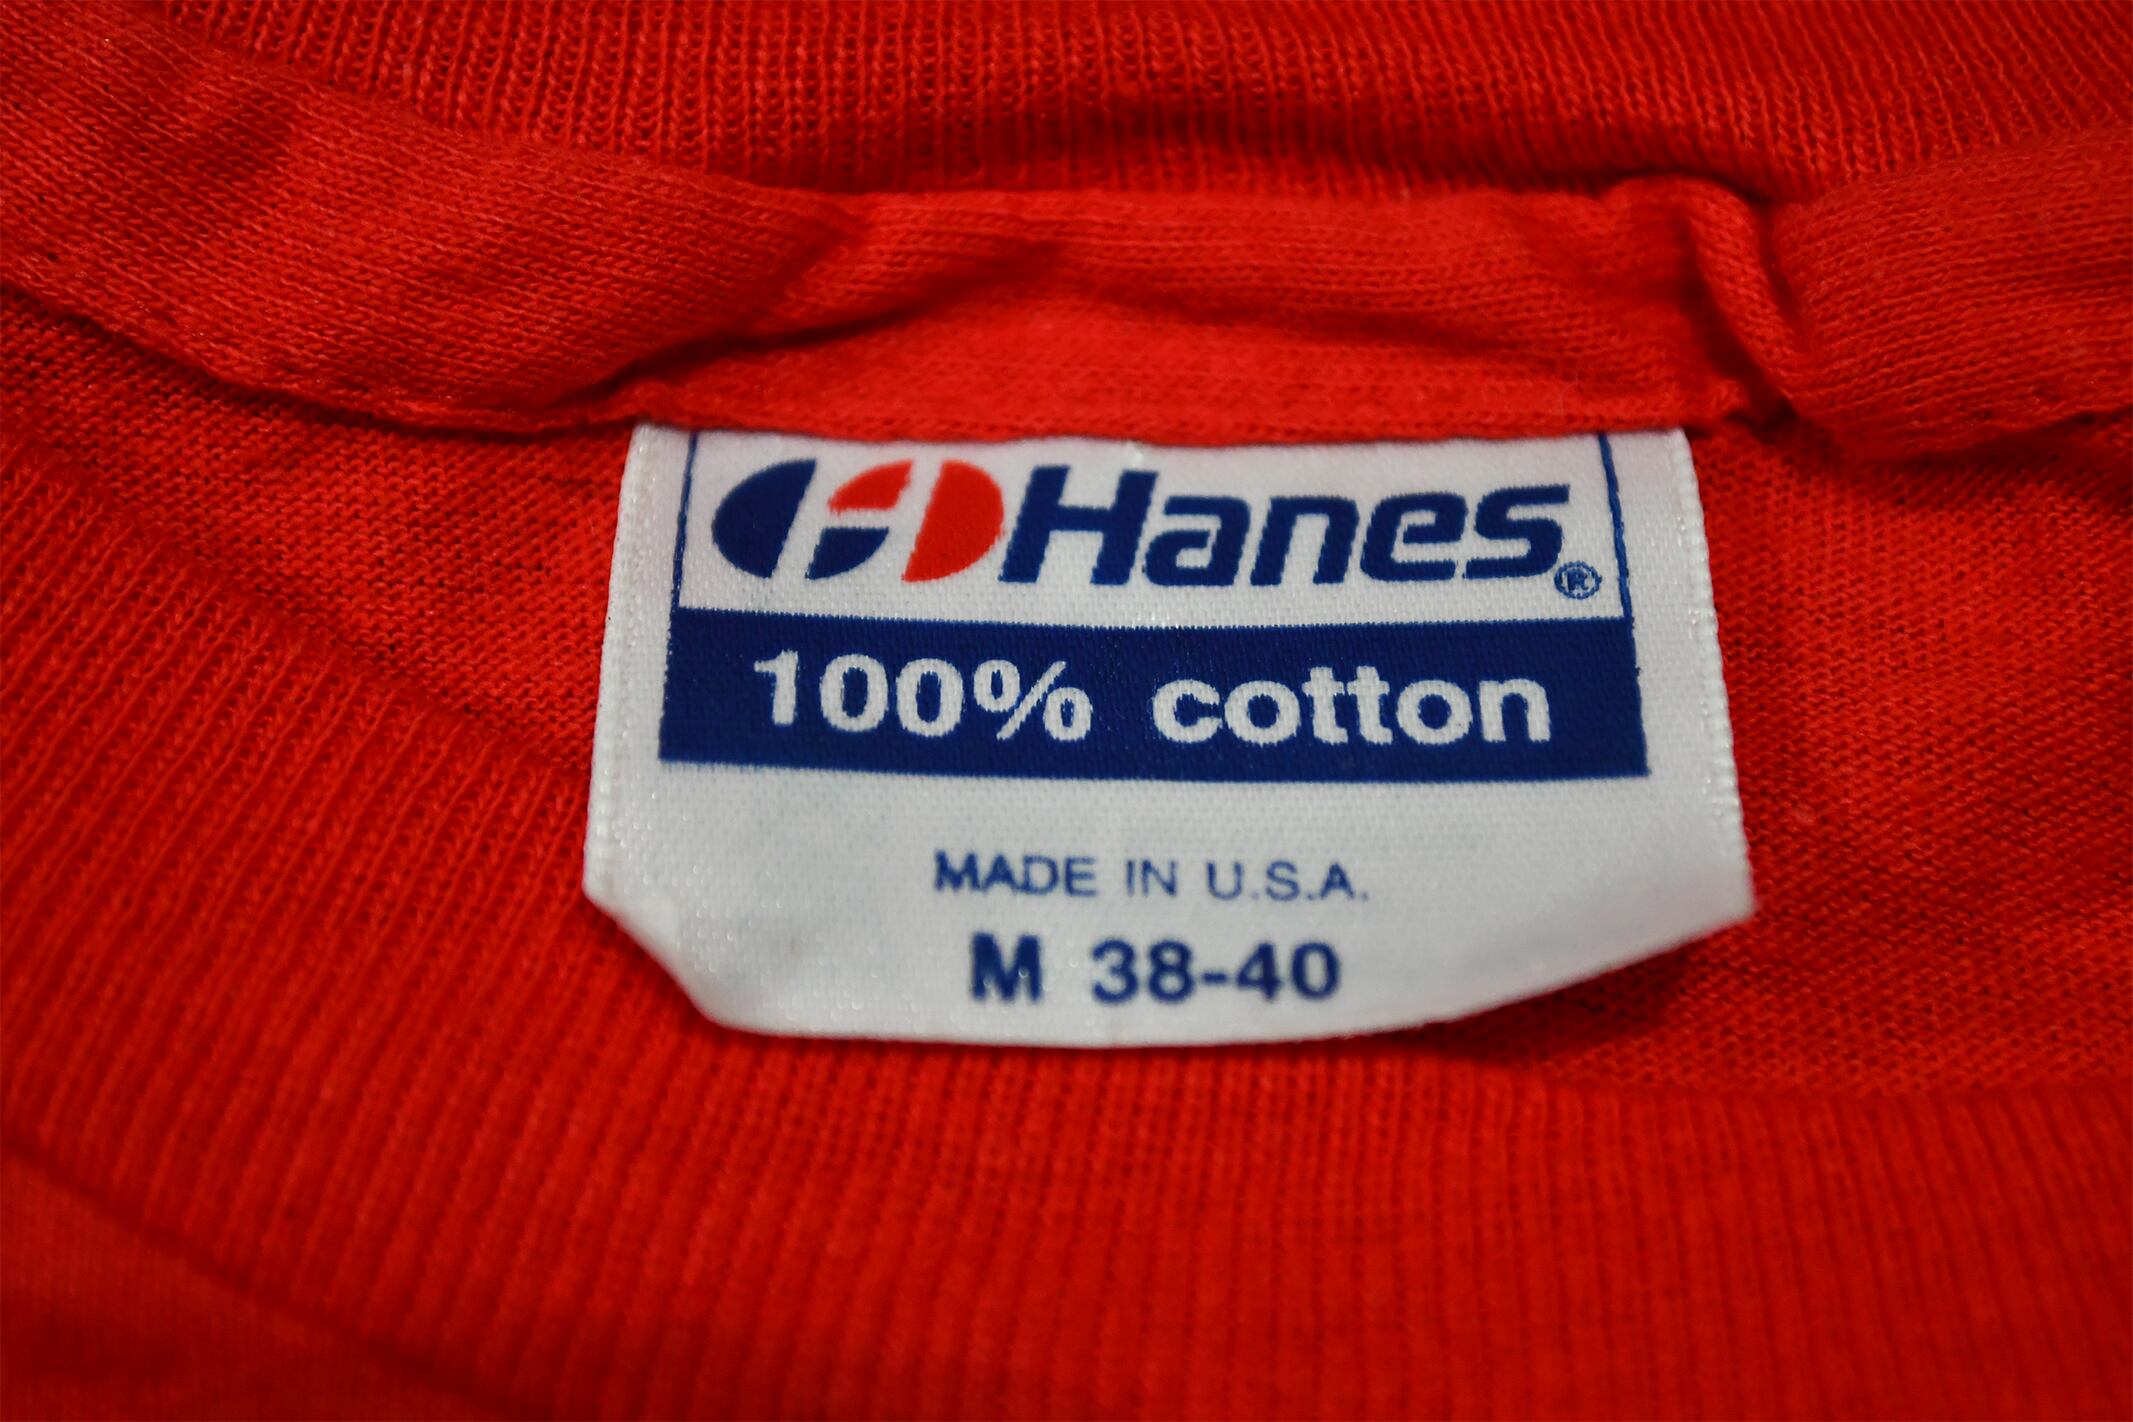 Hanes®
100% cotton
MADE IN U.S.A.
M 38-40